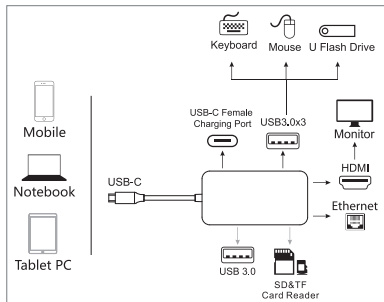 Keyboard
Mouse
U Flash Drive
Mobile
Notebook
Tablet PC
USB-C
USB-C Female
Charging Port
USB3.0x3
Monitor
HDMI
Ethernet
USB 3.0
SD&TF
Card Reader